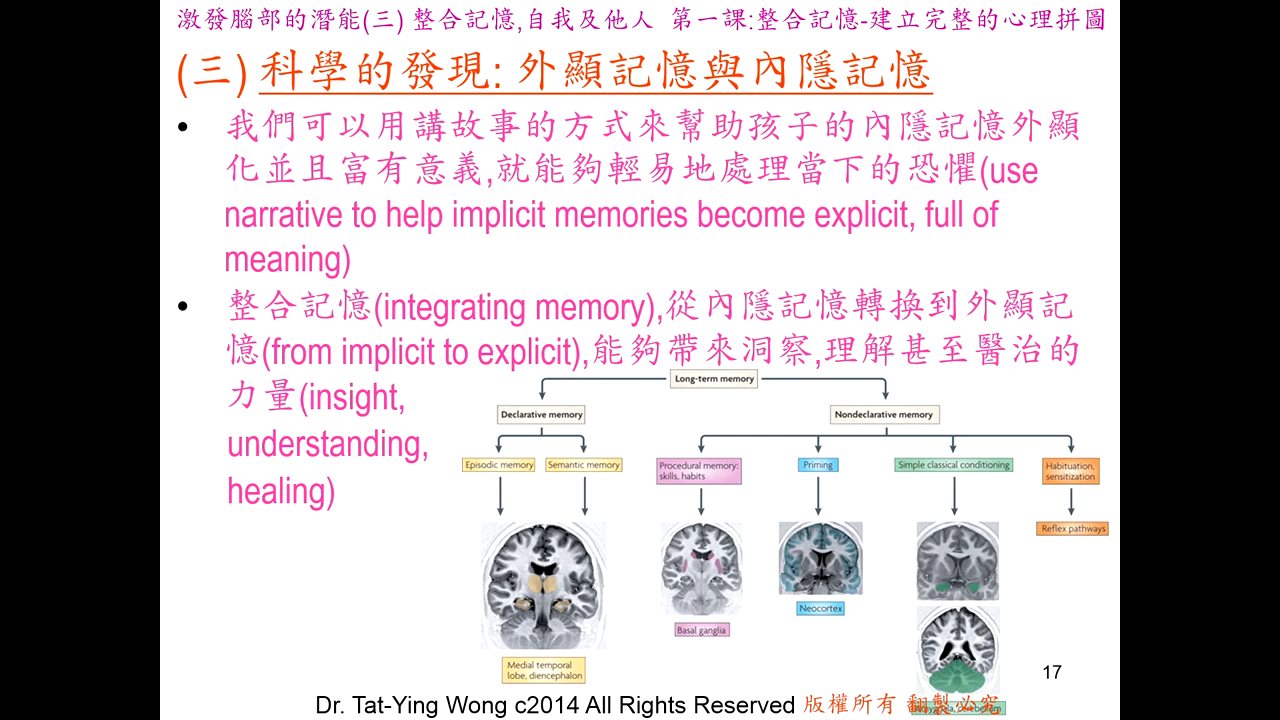 激發腦部的潛能(三) 整合記憶,自我及他人 第一課:整合記憶-建立完整的心理拼圖
(三) 科學的發現: 外顯記憶與內隱記憶
• 我們可以用講故事的方式來幫助孩子的內隱記憶外顯
化並且富有意義,就能夠輕易地處理當下的恐懼(use
narrative to help implicit memories become explicit, full of
meaning)
• 整合記憶(integrating memory),從內隱記憶轉換到外顯記
憶(from implicit to explicit),能夠帶來洞察,理解甚至醫治的
力量(insight,
understanding,
healing)
Long-term memory
Declarative memory
Nondeclarative memory
Episodic memory
Semantic memory
Procedural memory:
skills, habits
Priming
Simple classical conditioning
Habituation,
sensitization
Reflex pathways
Neocortex
Basal ganglia
Medial temporal
lobe, diencephalon
17
Dr. Tat-Ying Wong c2014 All Rights Reserved 版權所有 翻製必究